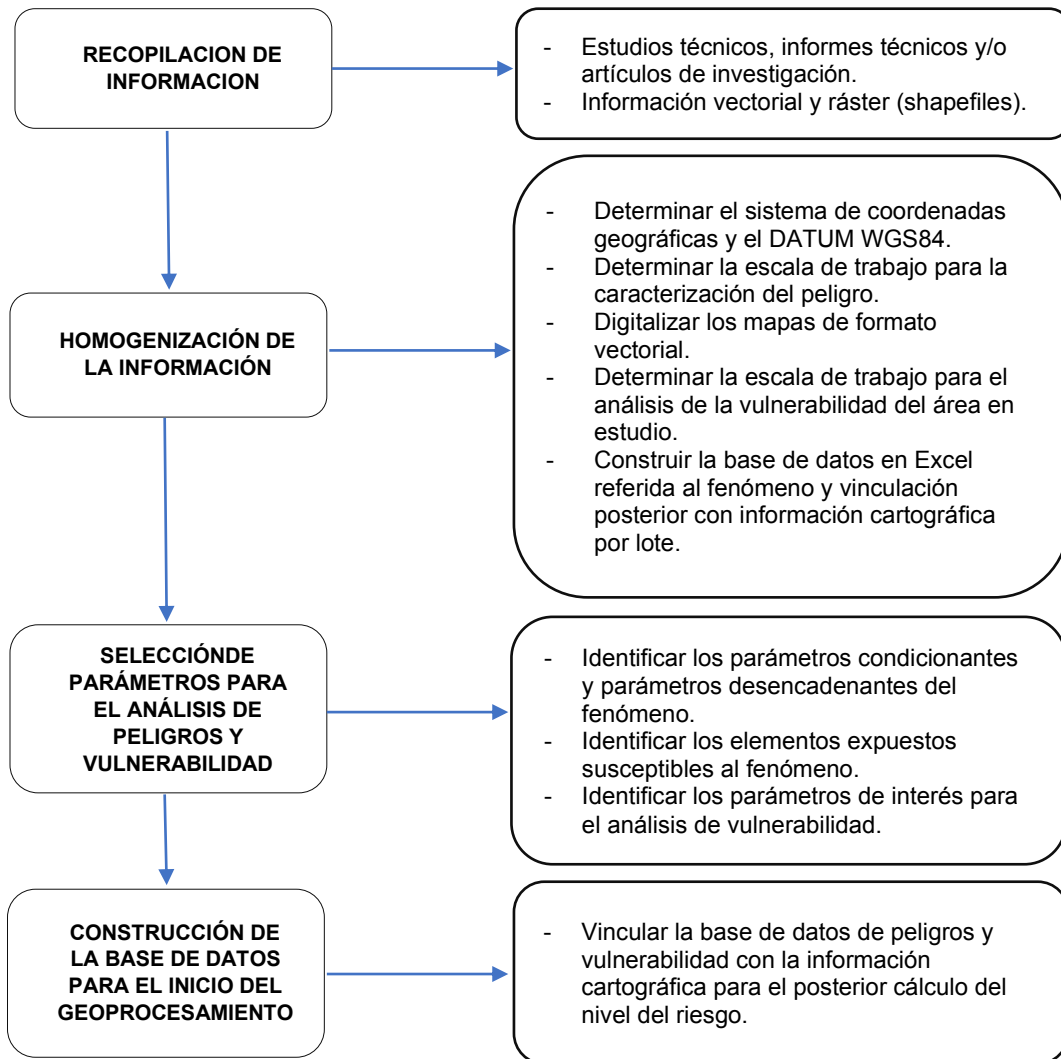 RECOPILACION DE
INFORMACION
- Estudios técnicos, informes técnicos y/o
artículos de investigación.
- Información vectorial y ráster (shapefiles).
HOMOGENIZACIÓN DE
LA INFORMACIÓN
- Determinar el sistema de coordenadas
geográficas y el DATUM WGS84.
- Determinar la escala de trabajo para la
caracterización del peligro.
- Digitalizar los mapas de formato
vectorial.
- Determinar la escala de trabajo para el
análisis de la vulnerabilidad del área en
estudio.
- Construir la base de datos en Excel
referida al fenómeno y vinculación
posterior con información cartográfica
por lote.
SELECCIÓNDE
PARÁMETROS PARA
EL ANÁLISIS DE
PELIGROS Y
VULNERABILIDAD
- Identificar los parámetros condicionantes
y parámetros desencadenantes del
fenómeno.
- Identificar los elementos expuestos
susceptibles al fenómeno.
- Identificar los parámetros de interés para
el análisis de vulnerabilidad.
CONSTRUCCIÓN DE
LA BASE DE DATOS
PARA EL INICIO DEL
GEOPROCESAMIENTO
- Vincular la base de datos de peligros y
vulnerabilidad con la información
cartográfica para el posterior cálculo del
nivel del riesgo.